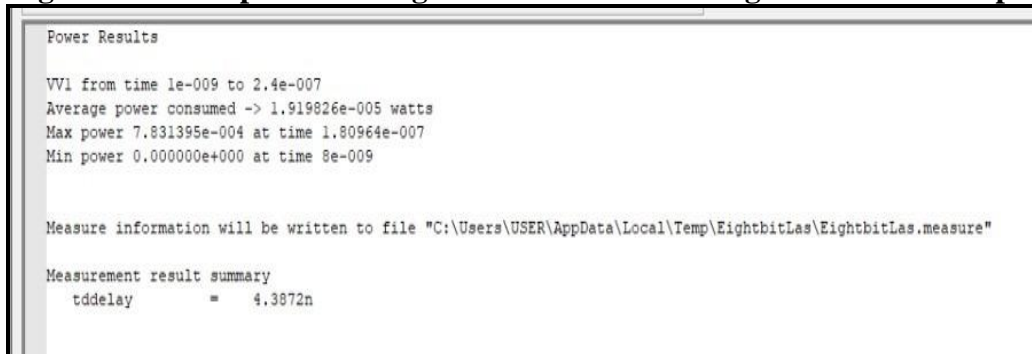 Power Results
VV1 from time 1e-009 to 2.4e-007
Average power consumed -> 1.919826e-005 watts
Max power 7.831395e-004 at time 1.80964e-007
Min power 0.000000e+000 at time 8e-009
Measure information will be written to file "C:\Users\USER\AppData\Local\Temp\EightbitLas\EightbitLas.measure"
Measurement result summary
tddelay = 4.3872n